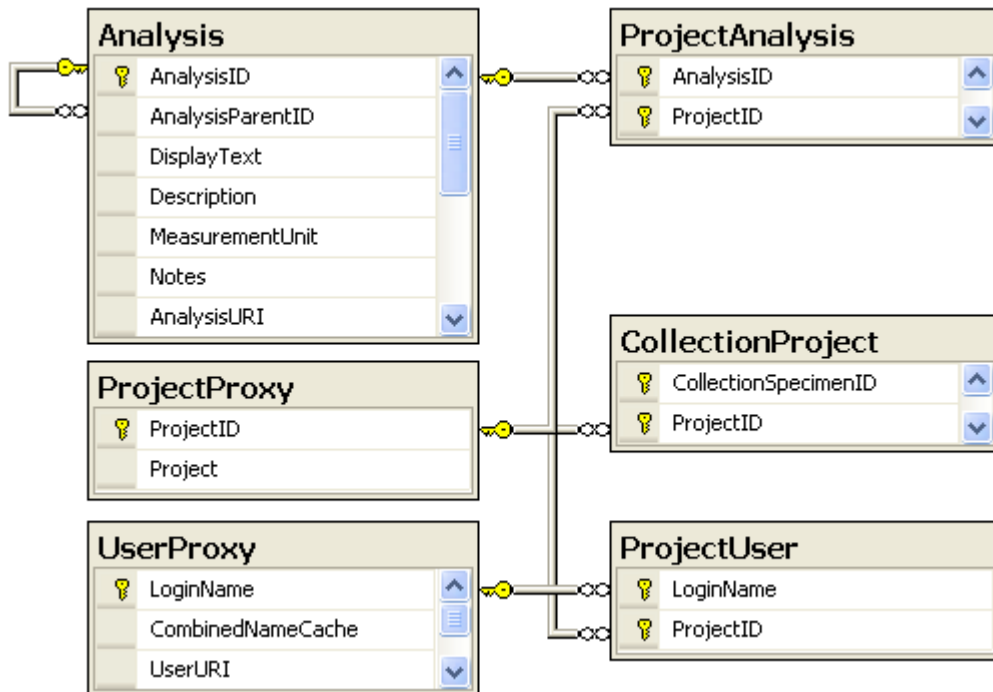 Analysis
AnalysisID
AnalysisParentID
DisplayText
Description
MeasurementUnit
Notes
AnalysisURI
ProjectAnalysis
AnalysisID
ProjectID
ProjectProxy
ProjectID
Project
CollectionProject
CollectionSpecimenID
ProjectID
UserProxy
LoginName
CombinedNameCache
UserURI
ProjectUser
LoginName
ProjectID